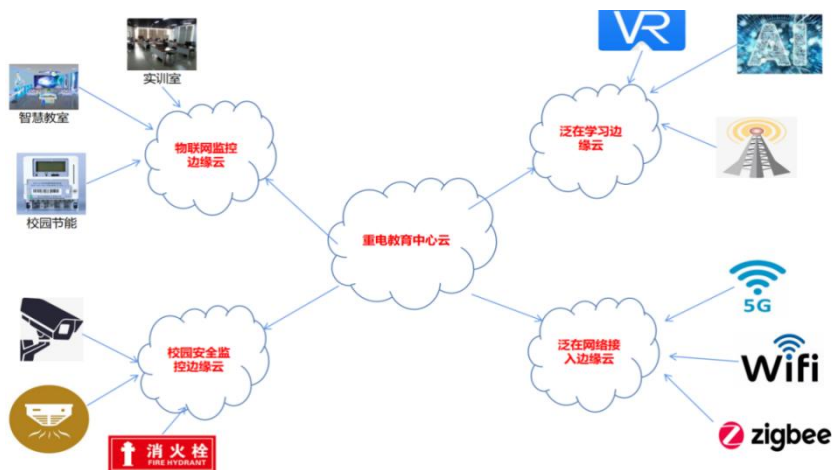 实训室
智慧教室
校园节能
物联网监控
边缘云
VR
AI
泛在学习边
缘云
重电教育中心云
校园安全监
控边缘云
消火栓
FIRE HYDRANT
泛在网络接
入边缘云
5G
Wifi
zigbee